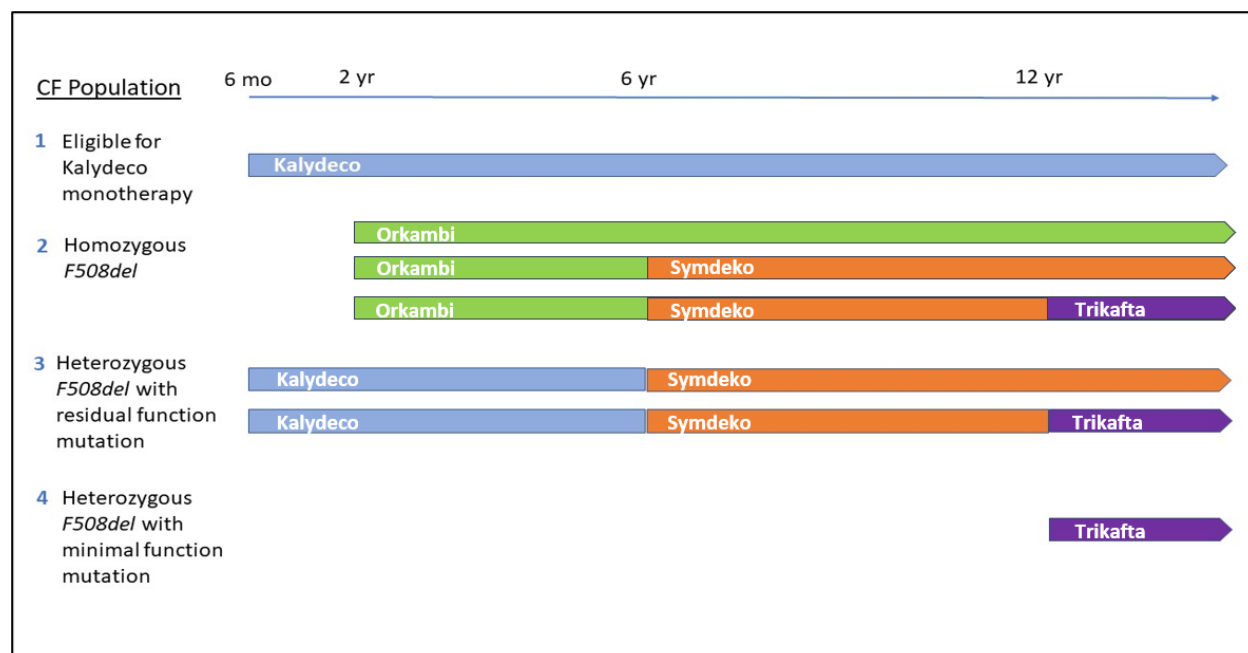 CF Population
6 mo
2 yr
6 yr
12 yr
1 Eligible for
Kalydeco
monotherapy
Kalydeco
2 Homozygous
F508del
Orkambi
Orkambi
Symdeko
Orkambi
Symdeko
Trikafta
3 Heterozygous
F508del with
residual function
mutation
Kalydeco
Symdeko
Kalydeco
Symdeko
Trikafta
4 Heterozygous
F508del with
minimal function
mutation
Trikafta